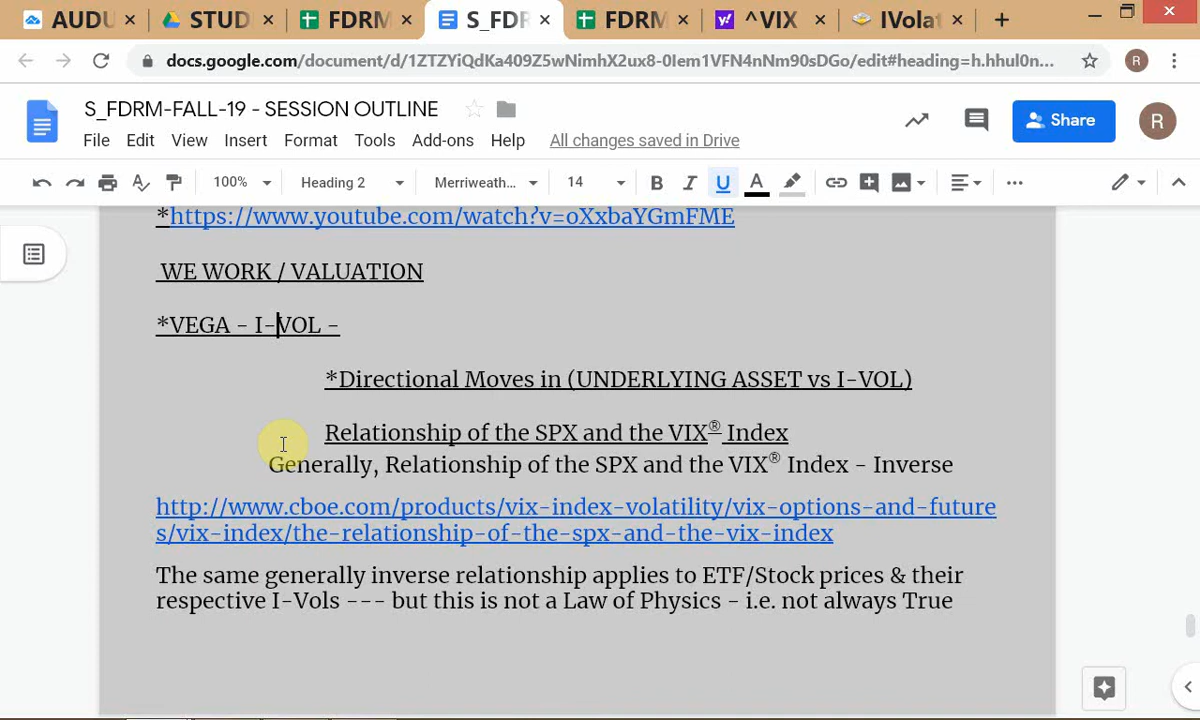 AUDU
STUD
FDRM
S_FDR
FDRM
^VIX
IVolat
docs.google.com/document/d/1ZTZYiQdKa409Z5wNimhX2ux8-0Iem1VFN4nNm90sDGo/edit#heading=h.hhul0n...
R
S_FDRM-FALL-19 - SESSION OUTLINE
File Edit View Insert Format Tools Add-ons Help All changes saved in Drive
Share
R
100% Heading 2 Merriweath... 14 B I U A
*https://www.youtube.com/watch?v=oXxbaYGmFME
WE WORK / VALUATION
*VEGA - I-VOL -
*Directional Moves in (UNDERLYING ASSET vs I-VOL)
Relationship of the SPX and the VIX® Index
Generally, Relationship of the SPX and the VIX® Index - Inverse
http://www.cboe.com/products/vix-index-volatility/vix-options-and-future
s/vix-index/the-relationship-of-the-spx-and-the-vix-index
The same generally inverse relationship applies to ETF/Stock prices & their
respective I-Vols --- but this is not a Law of Physics - i.e. not always True